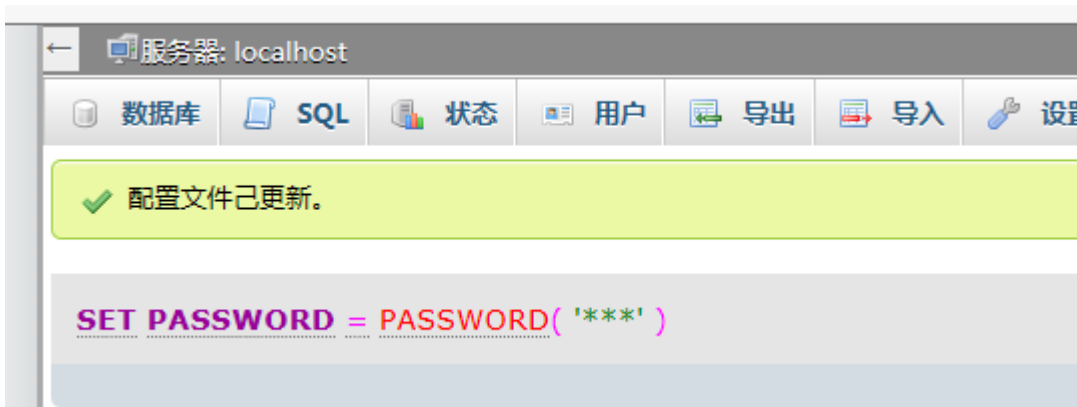 ← 服务器: localhost
数据库 SQL 状态 用户 导出 导入 设置
配置文件已更新。
SET PASSWORD = PASSWORD( '***' )